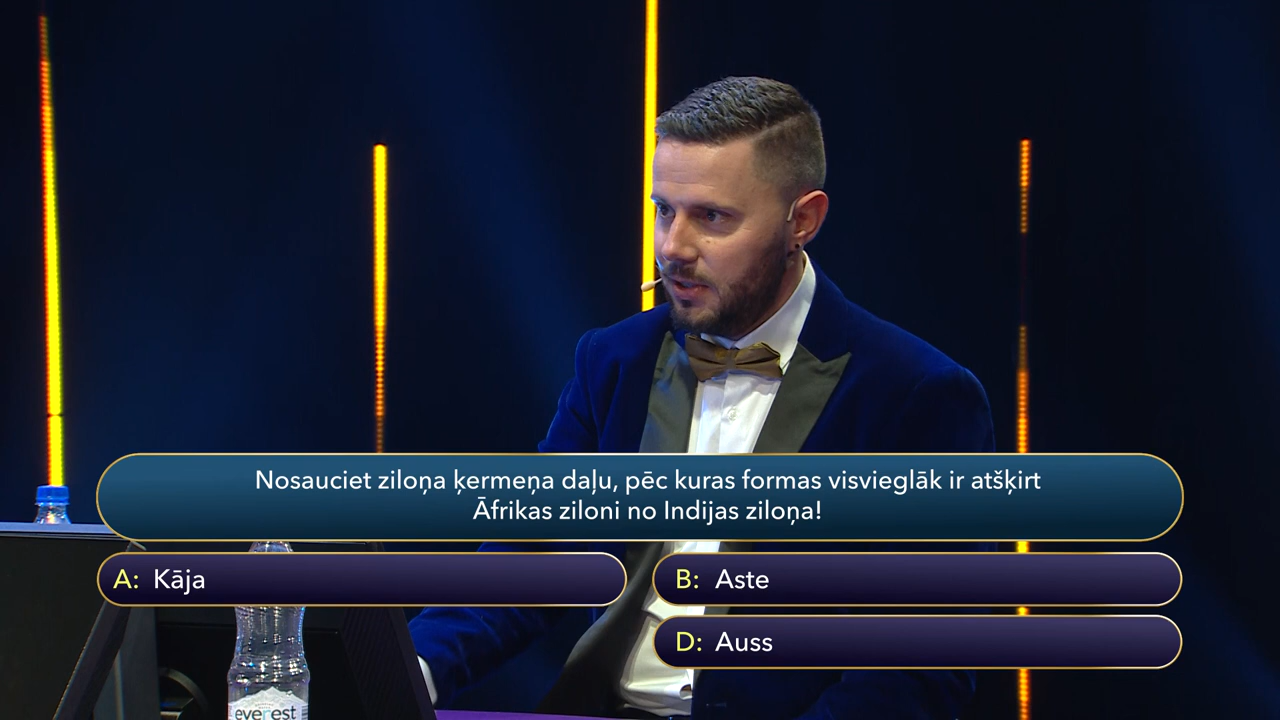 Nosauciet ziloņa ķermeņa daļu, pēc kuras formas visvieglāk ir atšķirt
Āfrikas ziloni no Indijas ziloņa!
A: Kāja
B: Aste
D: Auss
everest